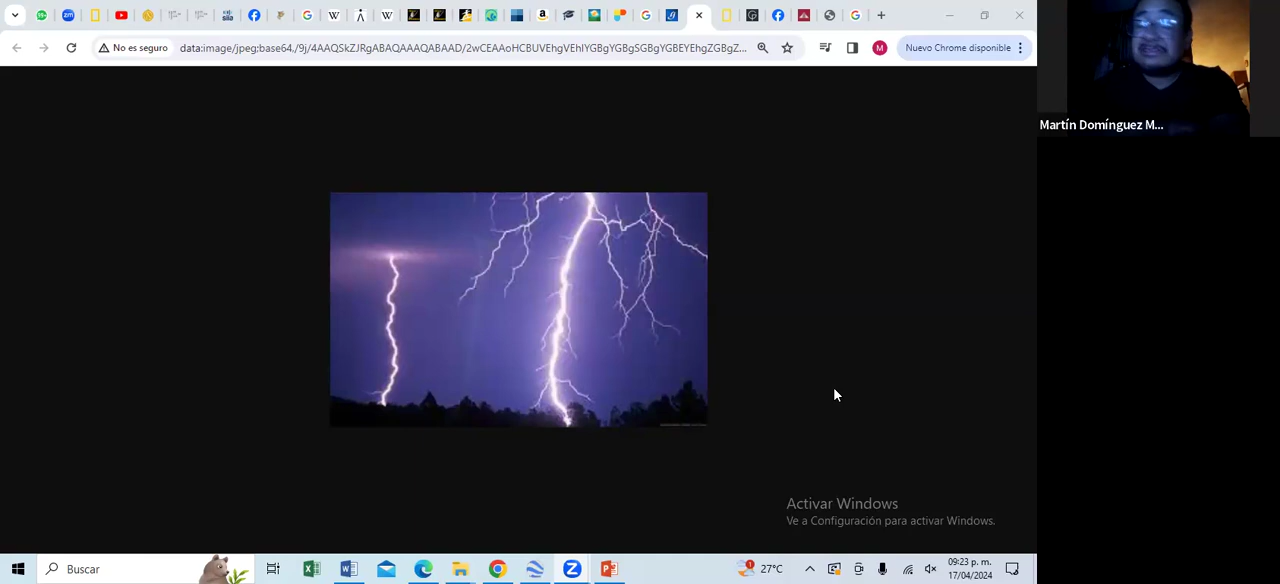 No es seguro
data:image/jpeg;base64,/9j/4AAQSkZJRgABAQAAAQABAAD/2wCEAAoHCBUVEhgVEhIYGBgYGBgSGBgYGBEYEhgZGBgZ...
M
Nuevo Chrome disponible
Martín Domínguez M...
Activar Windows
Ve a Configuración para activar Windows.
Buscar
27°C
09:23 p. m.
17/04/2024